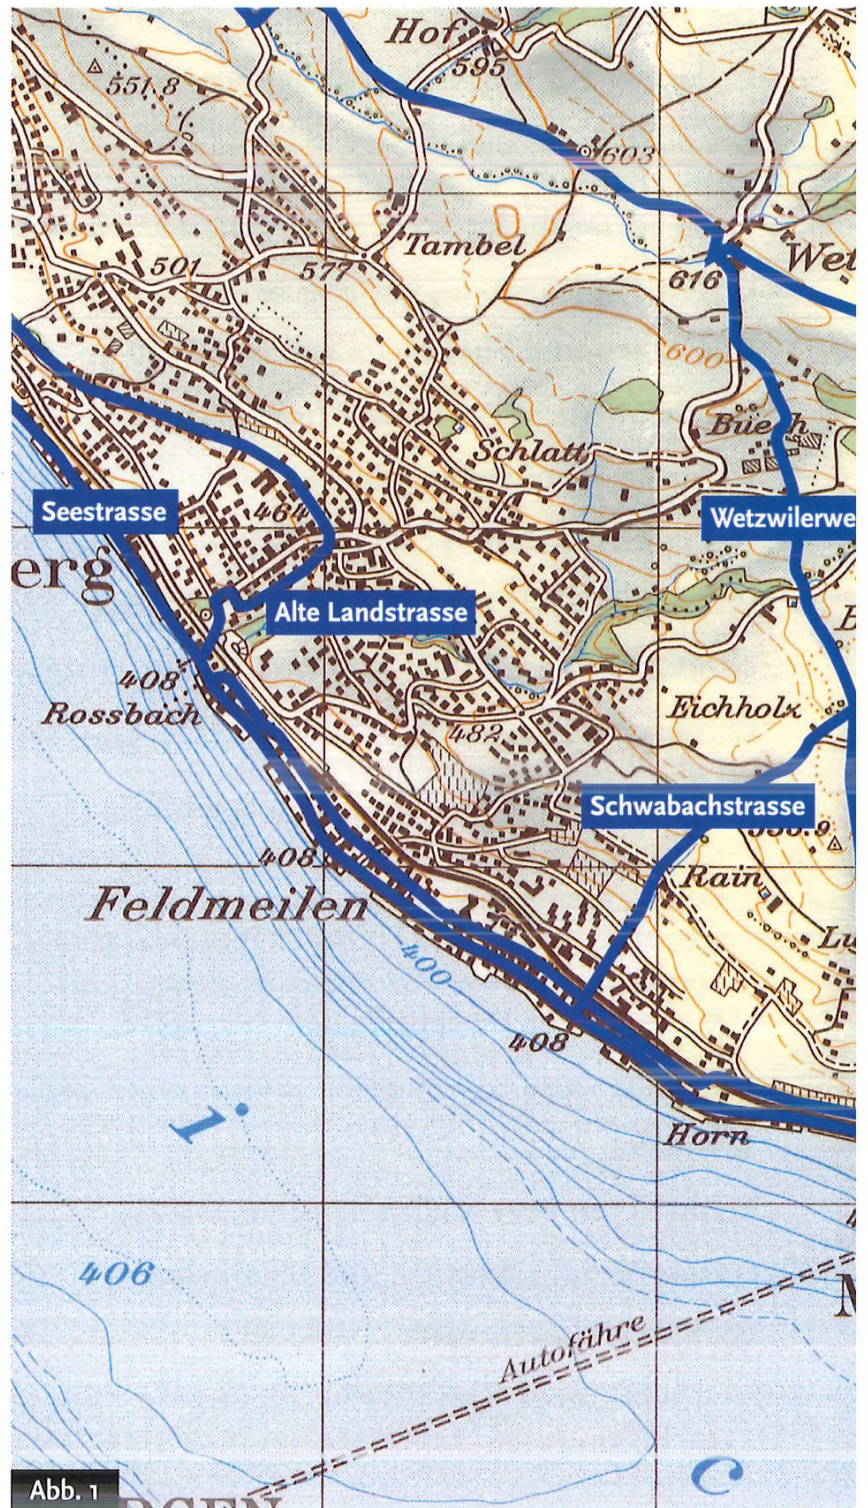 Hof
595
551.8
603
Tambel
501
577
616
Wet
600
Büech
Schlatt
464
Seestrasse
Wetzwilerwe
erg
Alte Landstrasse
408
Rossbach
Eichholz
482
Schwabachstrasse
408
Rain
Feldmeilen
Lu
400
408
i
Horn
406
Autofähre
c
Abb. 1